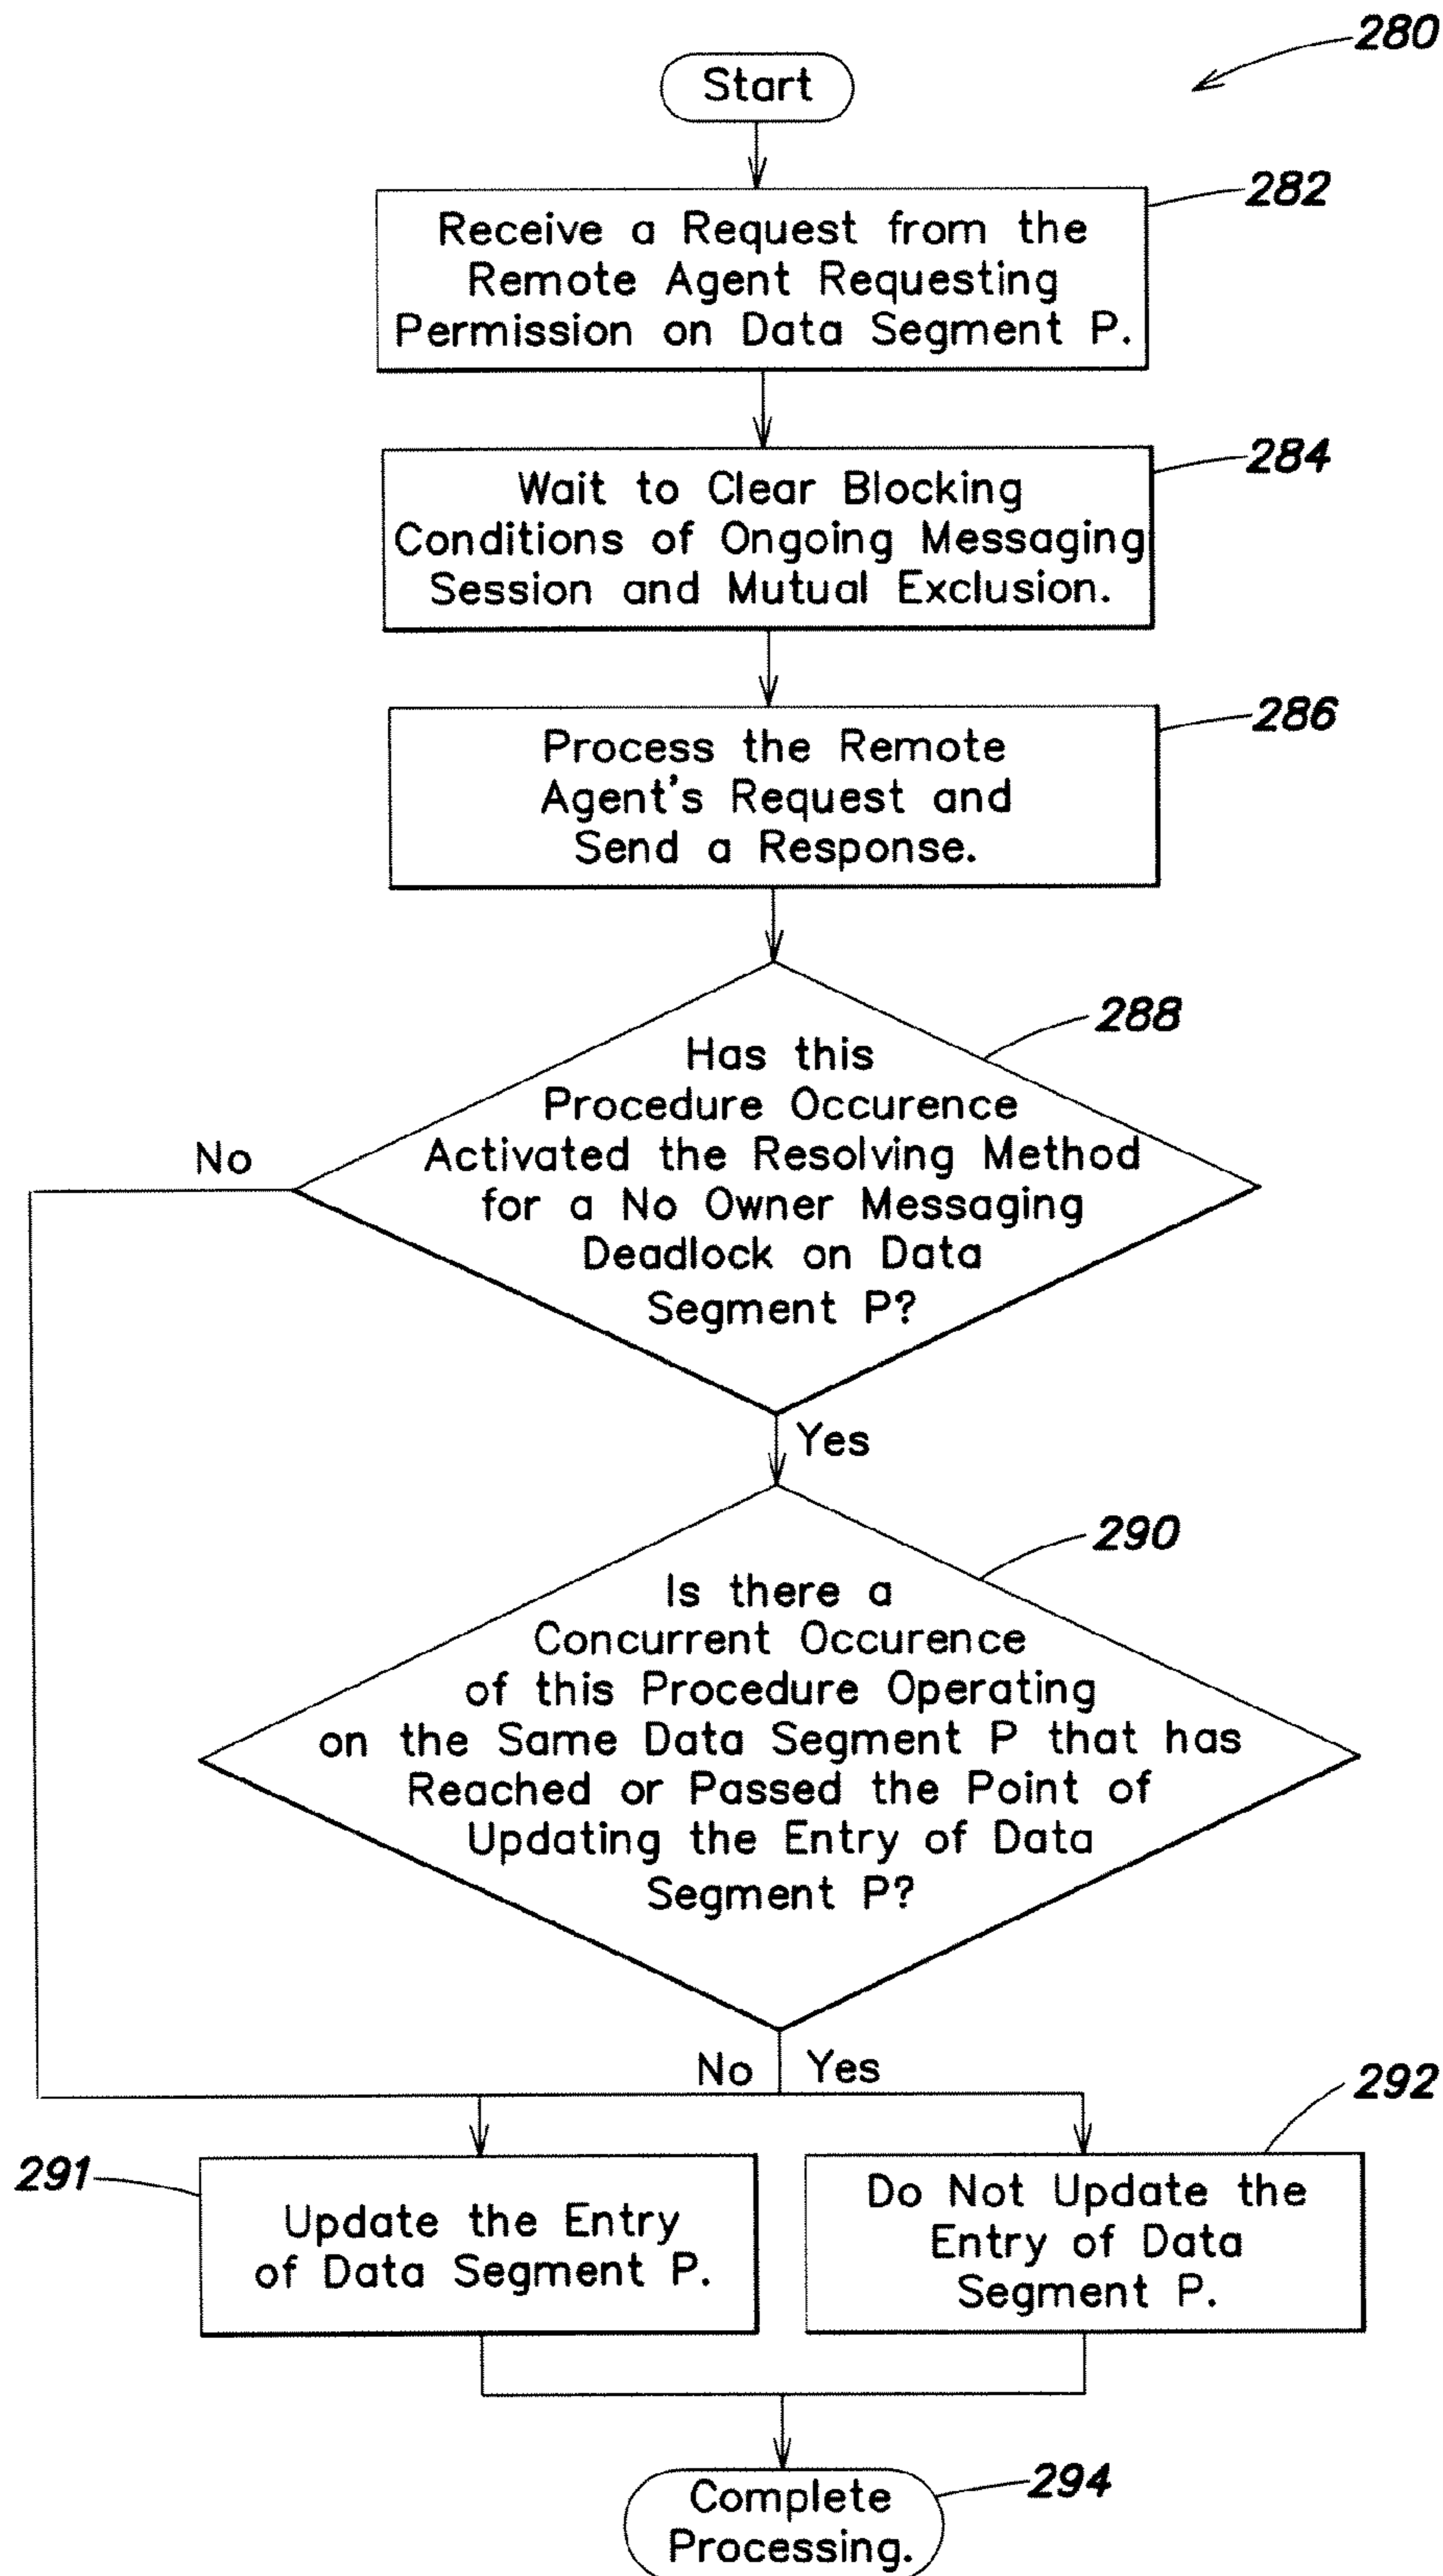 280
Start
282
Receive a Request from the
Remote Agent Requesting
Permission on Data Segment P.
284
Wait to Clear Blocking
Conditions of Ongoing Messaging
Session and Mutual Exclusion.
286
Process the Remote
Agent's Request and
Send a Response.
288
Has this
Procedure Occurence
Activated the Resolving Method
for a No Owner Messaging
Deadlock on Data
Segment P?
No
Yes
290
Is there a
Concurrent Occurence
of this Procedure Operating
on the Same Data Segment P that has
Reached or Passed the Point of
Updating the Entry of Data
Segment P?
No
Yes
291
Update the Entry
of Data Segment P.
292
Do Not Update the
Entry of Data
Segment P.
294
Complete
Processing.